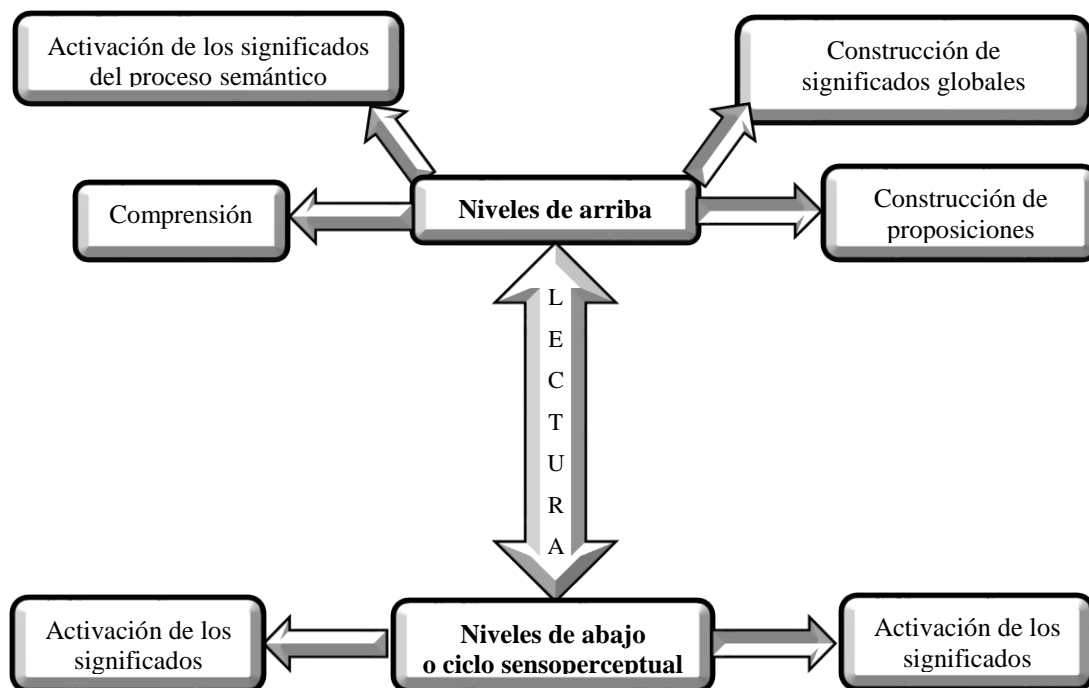 Activación de los significados
del proceso semántico
Construcción de
significados globales
Comprensión
Niveles de arriba
Construcción de
proposiciones
L
E
C
T
U
R
A
Activación de los
significados
Niveles de abajo
o ciclo sensoperceptual
Activación de los
significados